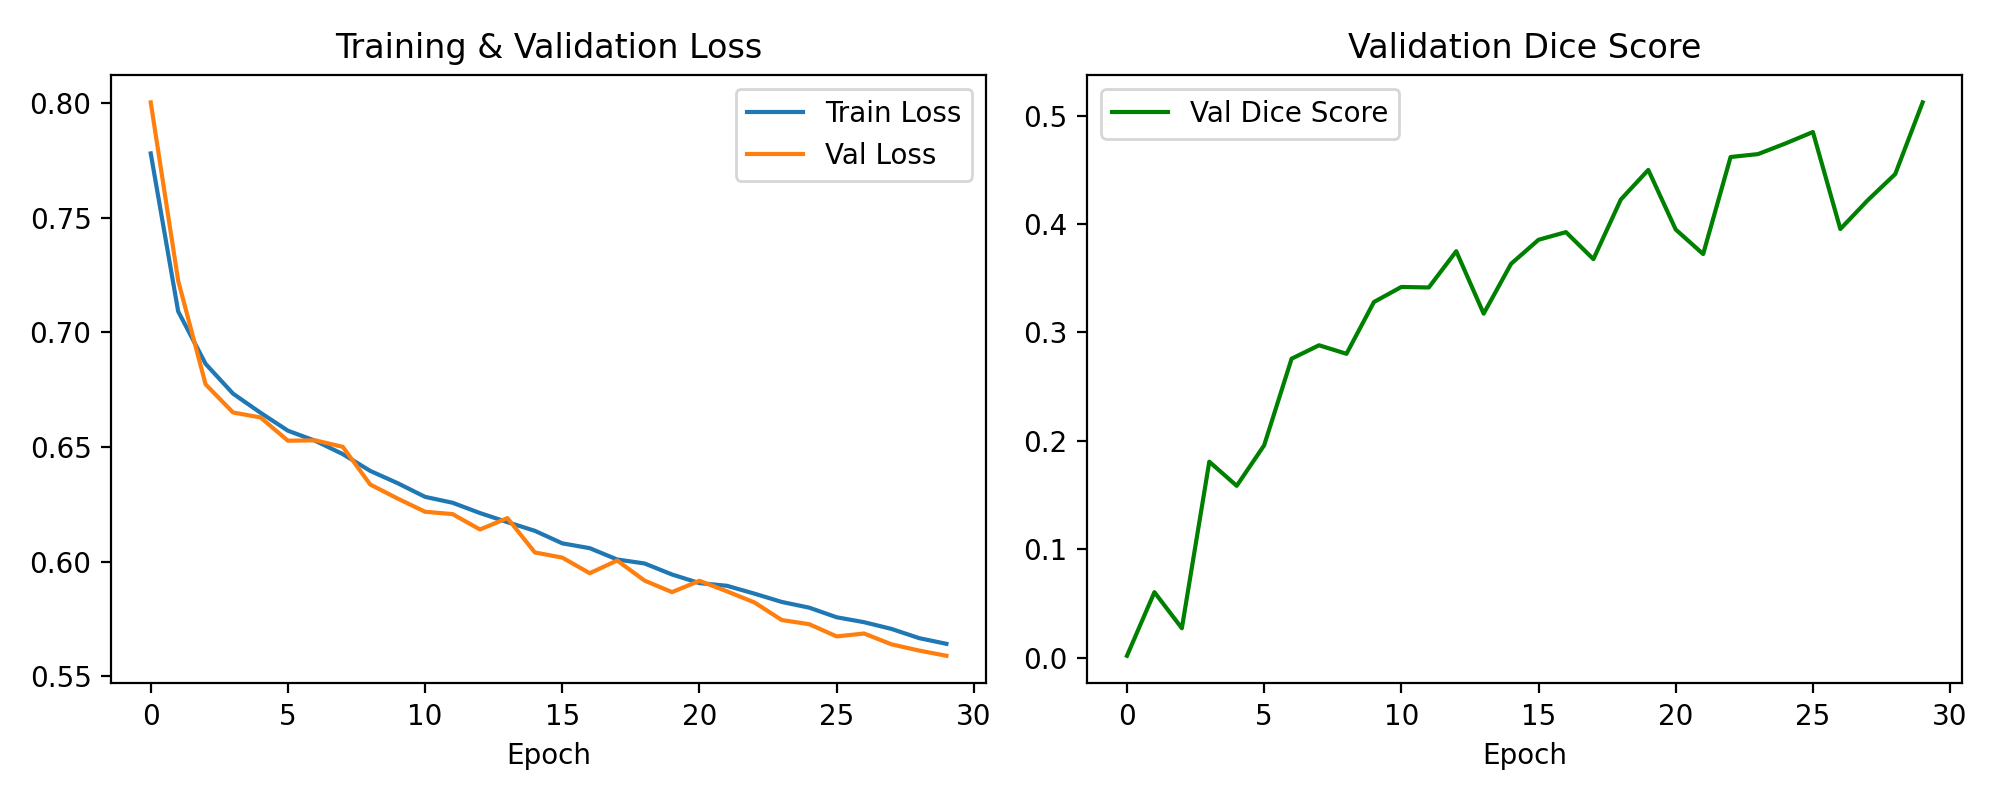 Training & Validation Loss
Train Loss
Val Loss
0.80
0.75
0.70
0.65
0.60
0.55
0 5 10 15 20 25 30
Epoch
Validation Dice Score
Val Dice Score
0.5
0.4
0.3
0.2
0.1
0.0
0 5 10 15 20 25 30
Epoch